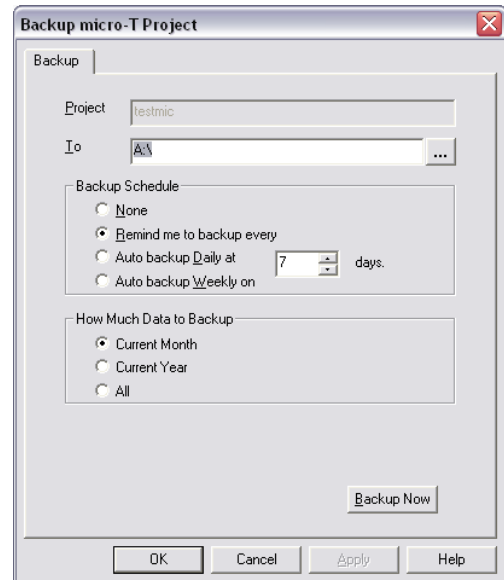 Backup micro-T Project
Backup
Project testmic
To A:\ ...
Backup Schedule
None
Remind me to backup every
Auto backup Daily at 7 days.
Auto backup Weekly on
How Much Data to Backup
Current Month
Current Year
All
Backup Now
OK Cancel Apply Help